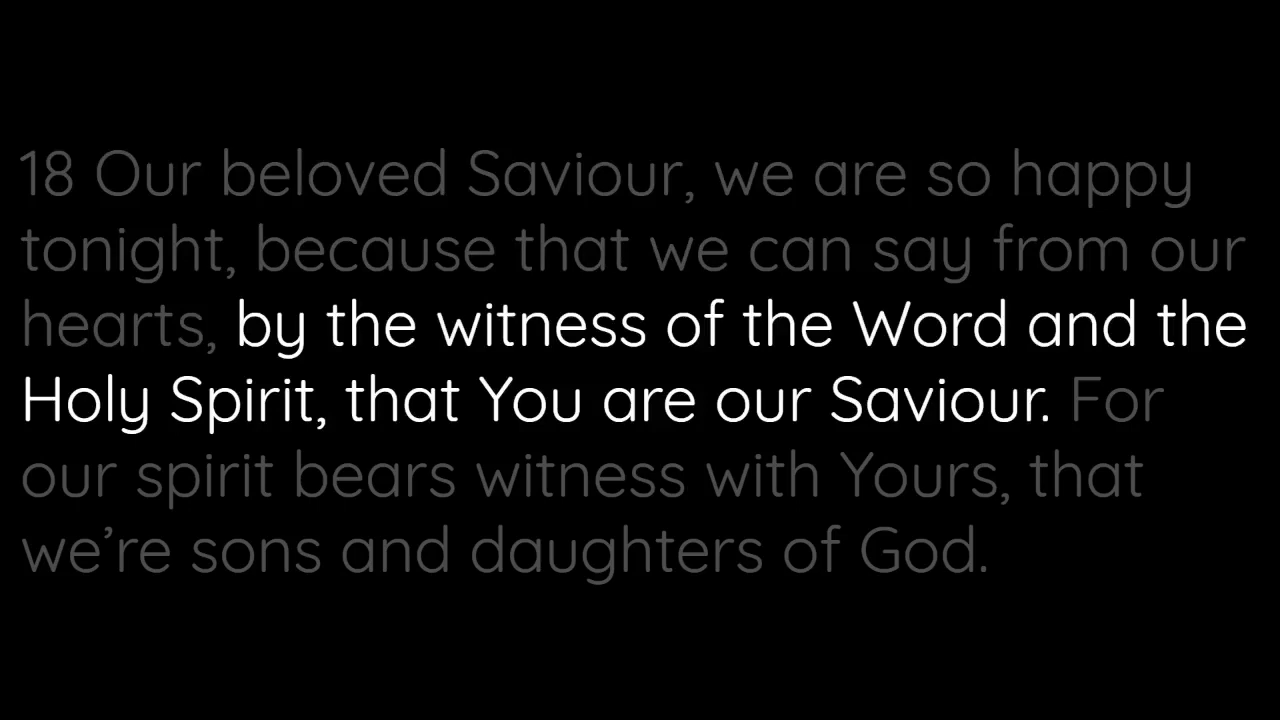 18 Our beloved Saviour, we are so happy
tonight, because that we can say from our
hearts, by the witness of the Word and the
Holy Spirit, that You are our Saviour. For
our spirit bears witness with Yours, that
we’re sons and daughters of God.